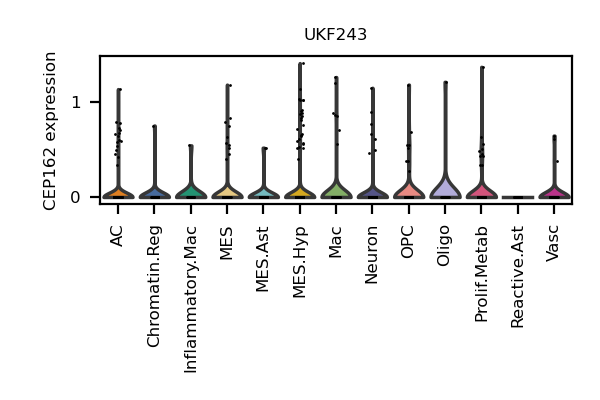 UKF243
CEP162 expression
1
0
AC
Chromatin.Reg
Inflammatory.Mac
MES
MES.Ast
MES.Hyp
Mac
Neuron
OPC
Oligo
Prolif.Metab
Reactive.Ast
Vasc